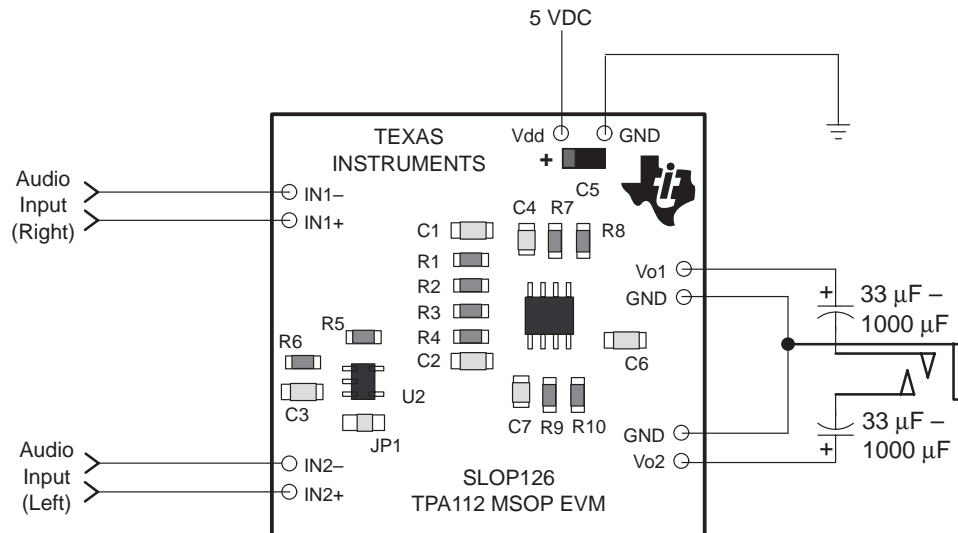 5 VDC
TEXAS
INSTRUMENTS
Vdd
GND
+
C5
Audio
Input
(Right)
IN1–
IN1+
C1
C4
R7
R8
R1
R2
R3
R4
C2
Vo1
GND
+
33 µF –
1000 µF
R5
R6
C3
U2
JP1
C6
C7
R9
R10
GND
Vo2
+
33 µF –
1000 µF
Audio
Input
(Left)
IN2–
IN2+
SLOP126
TPA112 MSOP EVM